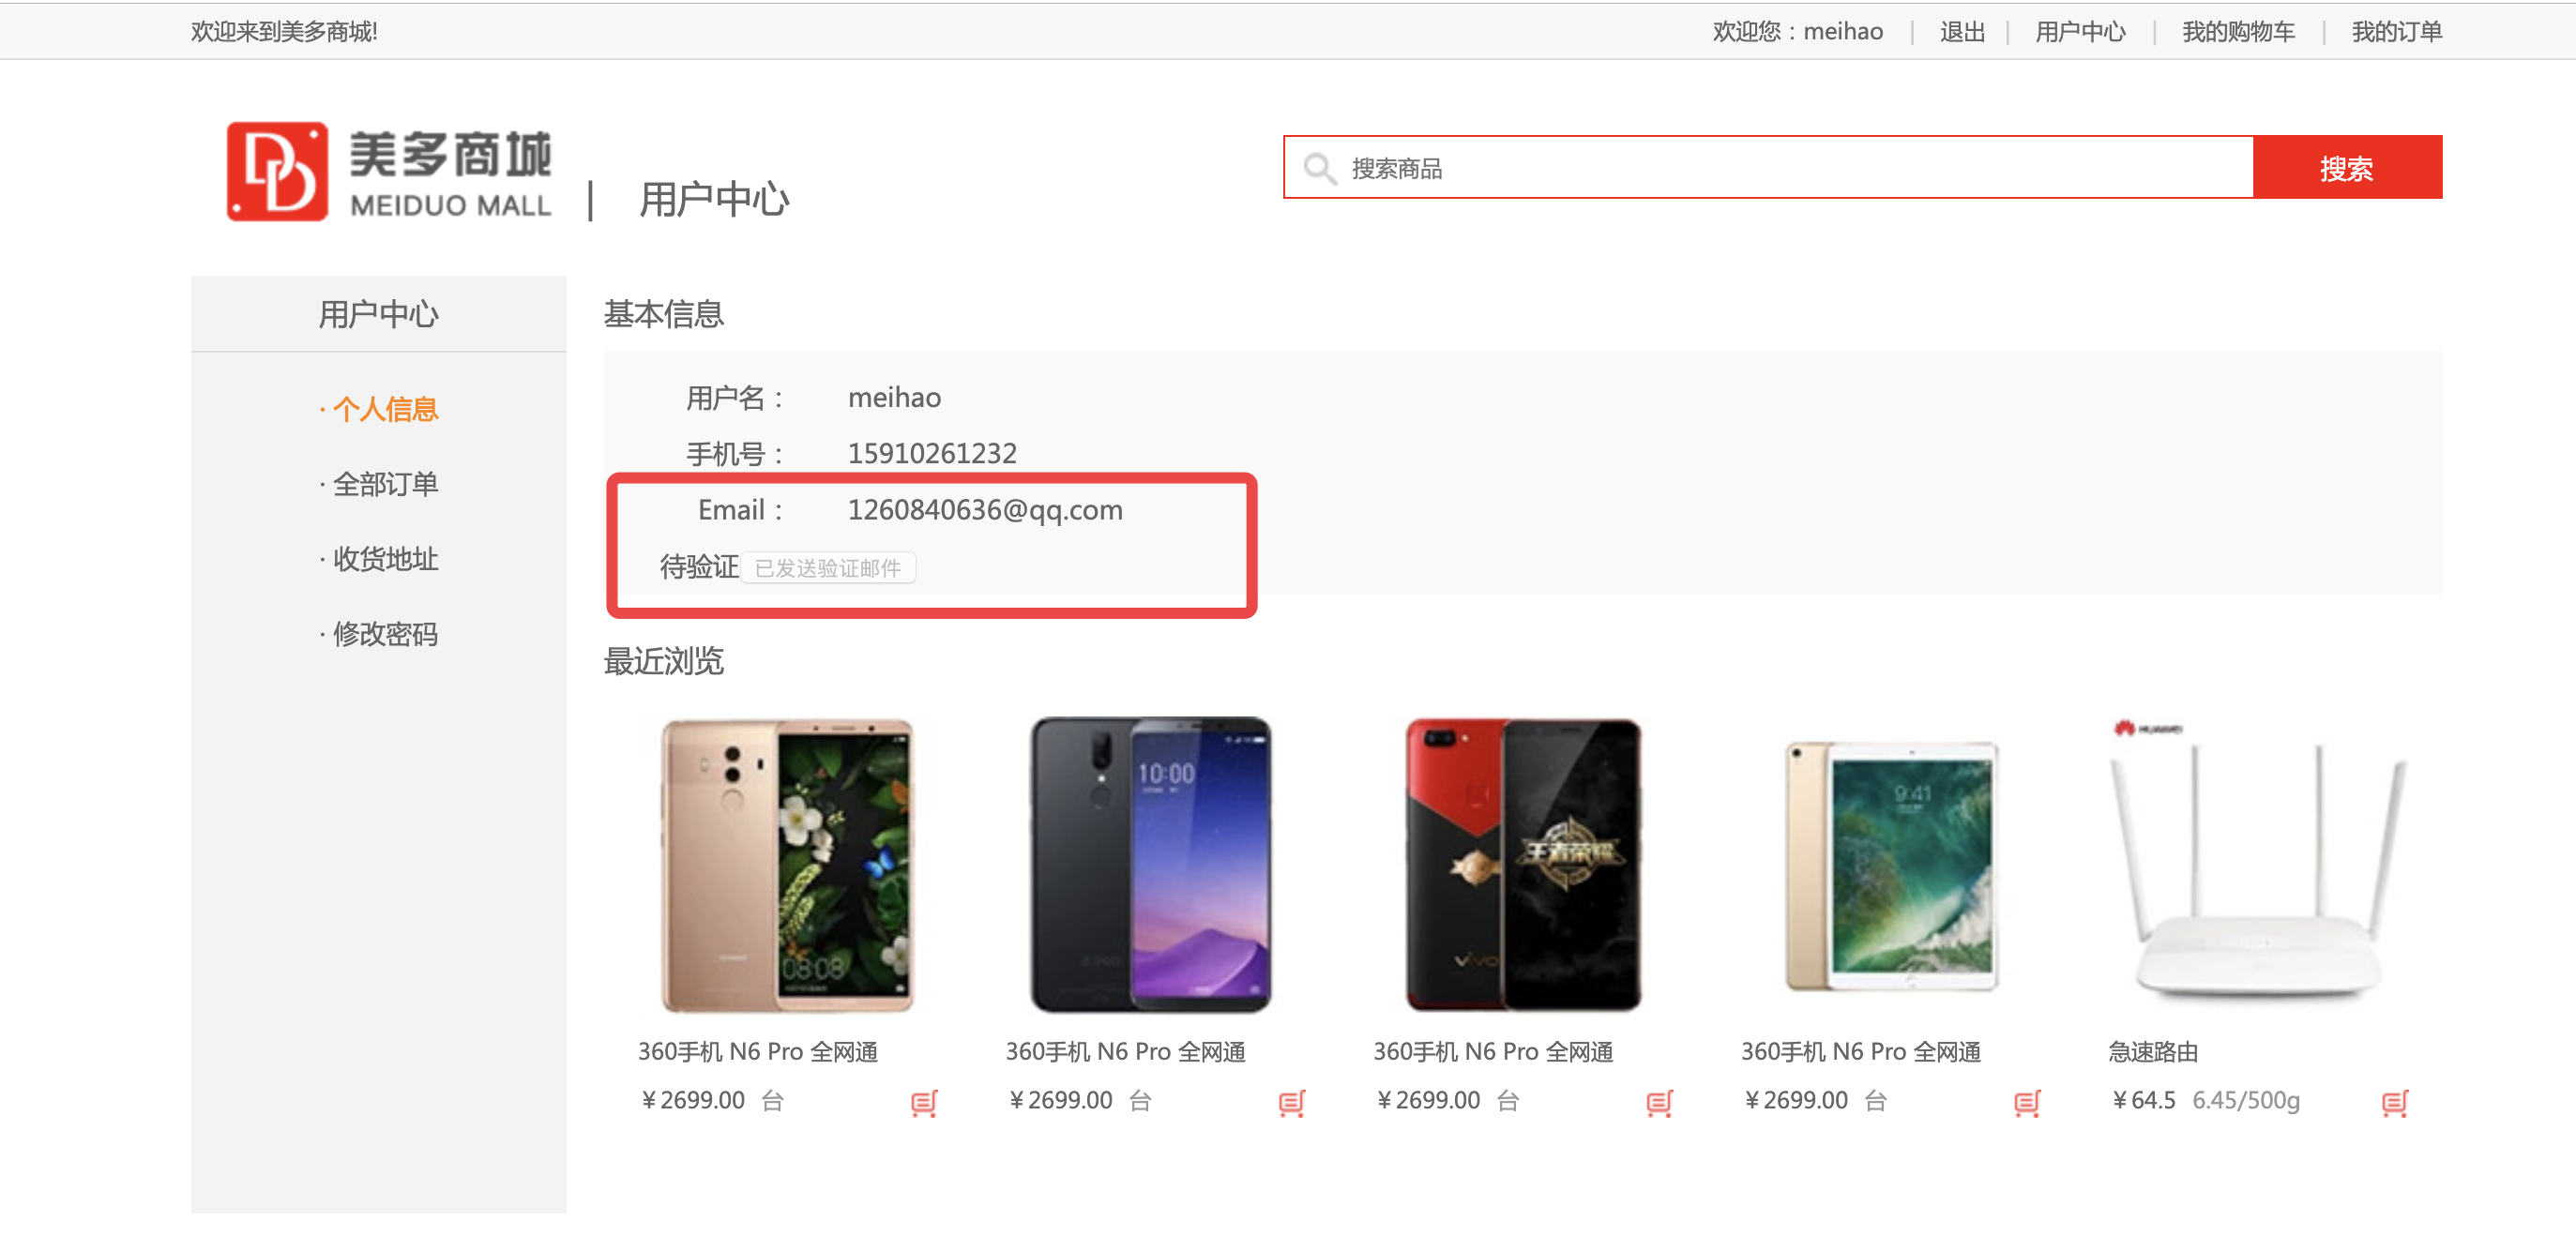 欢迎来到美多商城!
欢迎您：meihao | 退出 | 用户中心 | 我的购物车 | 我的订单
美多商城
MEIDUO MALL
| 用户中心
搜索商品
搜索
用户中心
· 个人信息
· 全部订单
· 收货地址
· 修改密码
基本信息
用户名： meihao
手机号： 15910261232
Email： 1260840636@qq.com
待验证 已发送验证邮件
最近浏览
08:08
10:00
王者荣耀
vivo
9:41
HUAWEI
360手机 N6 Pro 全网通
￥2699.00 台
360手机 N6 Pro 全网通
￥2699.00 台
360手机 N6 Pro 全网通
￥2699.00 台
360手机 N6 Pro 全网通
￥2699.00 台
急速路由
￥64.5 6.45/500g